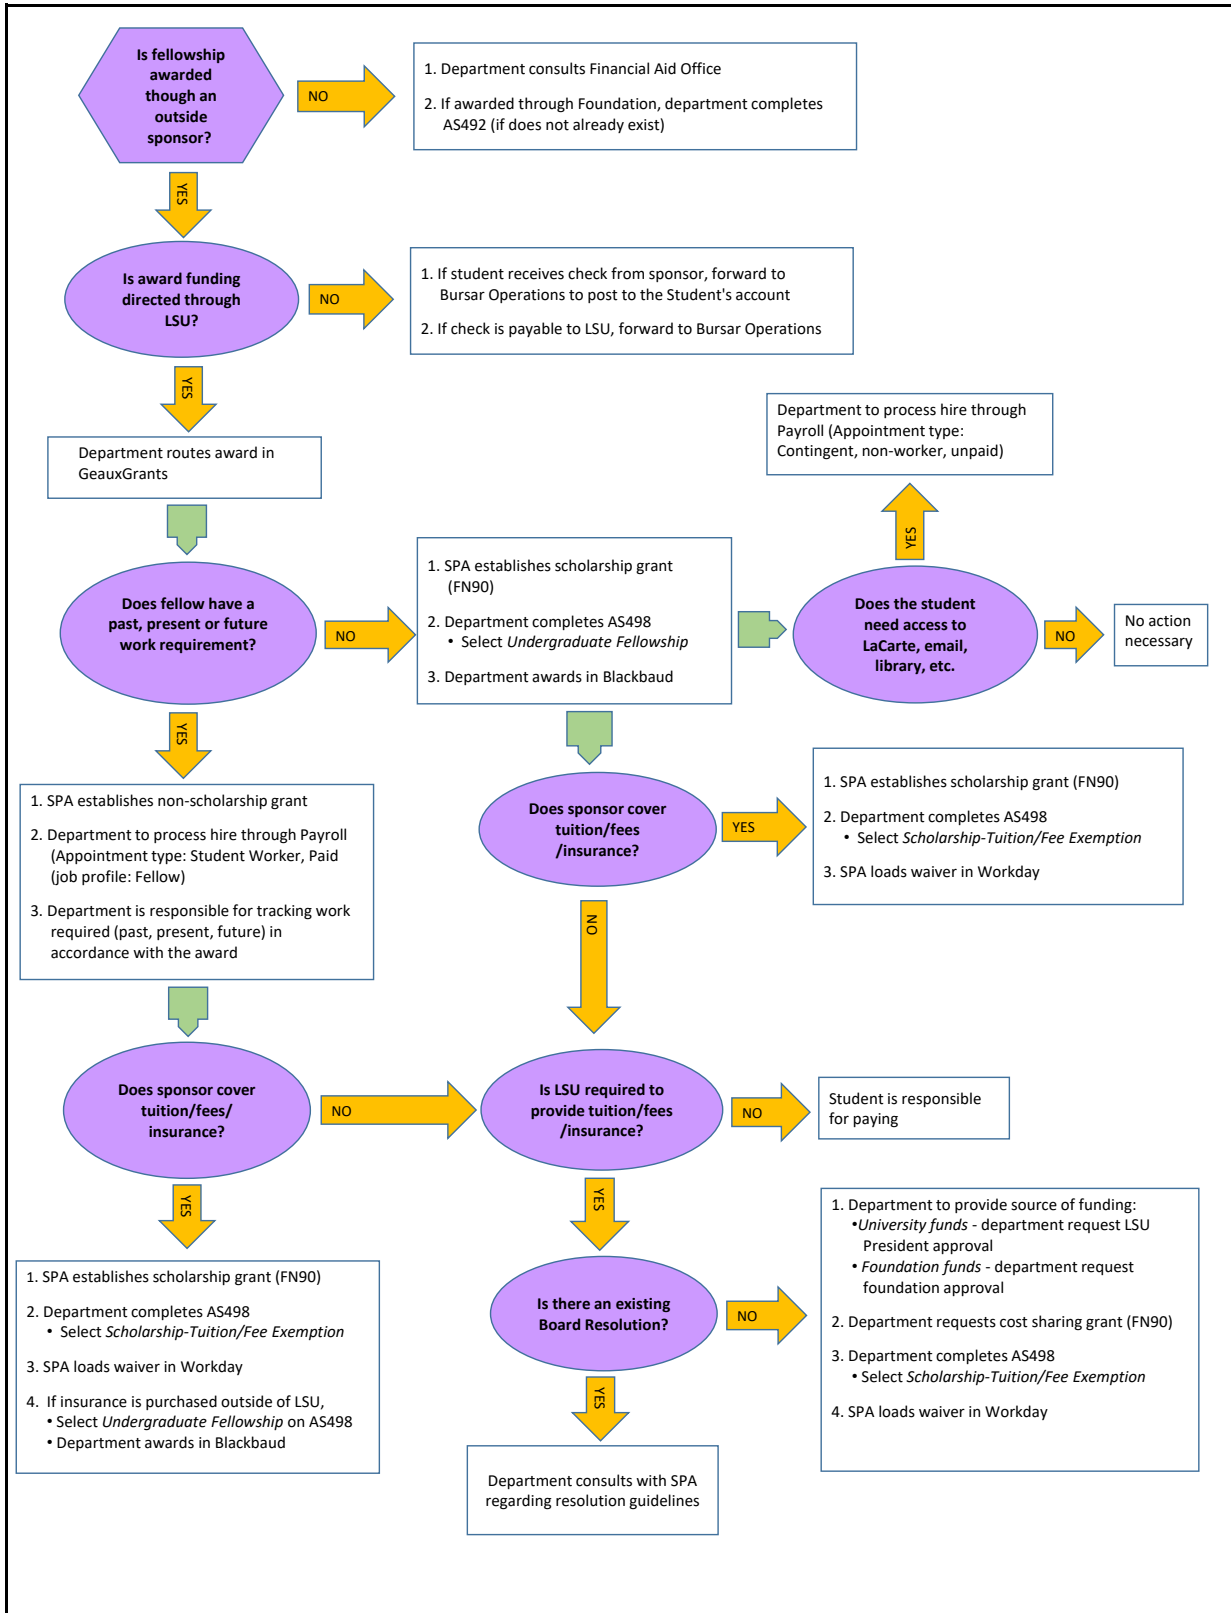 Is fellowship
awarded
though an
outside
sponsor?
NO
1. Department consults Financial Aid Office
2. If awarded through Foundation, department completes
AS492 (if does not already exist)
YES
Is award funding
directed through
LSU?
NO
1. If student receives check from sponsor, forward to
Bursar Operations to post to the Student's account
2. If check is payable to LSU, forward to Bursar Operations
YES
Department routes award in
GeauxGrants
Department to process hire through
Payroll (Appointment type:
Contingent, non-worker, unpaid)
YES
Does fellow have a
past, present or future
work requirement?
NO
1. SPA establishes scholarship grant
(FN90)
2. Department completes AS498
• Select Undergraduate Fellowship
3. Department awards in Blackbaud
Does the student
need access to
LaCarte, email,
library, etc.
NO
No action
necessary
YES
1. SPA establishes non-scholarship grant
2. Department to process hire through Payroll
(Appointment type: Student Worker, Paid
(job profile: Fellow)
3. Department is responsible for tracking work
required (past, present, future) in
accordance with the award
Does sponsor cover
tuition/fees
/insurance?
YES
1. SPA establishes scholarship grant (FN90)
2. Department completes AS498
• Select Scholarship-Tuition/Fee Exemption
3. SPA loads waiver in Workday
NO
Does sponsor cover
tuition/fees/
insurance?
NO
Is LSU required to
provide tuition/fees
/insurance?
NO
Student is responsible
for paying
YES
1. SPA establishes scholarship grant (FN90)
2. Department completes AS498
• Select Scholarship-Tuition/Fee Exemption
3. SPA loads waiver in Workday
4. If insurance is purchased outside of LSU,
• Select Undergraduate Fellowship on AS498
• Department awards in Blackbaud
YES
Is there an existing
Board Resolution?
NO
1. Department to provide source of funding:
•University funds - department request LSU
President approval
• Foundation funds - department request
foundation approval
2. Department requests cost sharing grant (FN90)
3. Department completes AS498
• Select Scholarship-Tuition/Fee Exemption
4. SPA loads waiver in Workday
YES
Department consults with SPA
regarding resolution guidelines